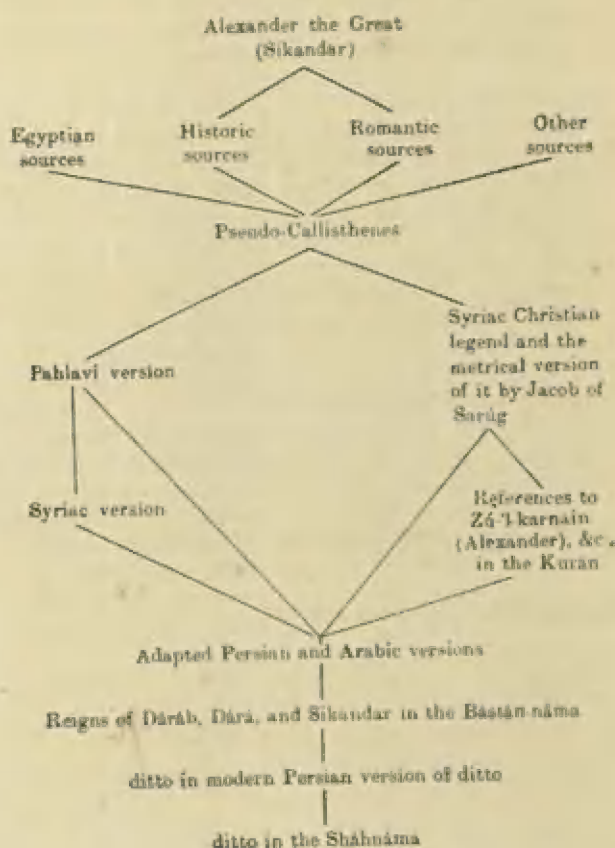 Alexander the Great
(Sikandar)
Egyptian
sources
Historic
sources
Romantic
sources
Other
sources
Pseudo-Callisthenes
Pahlavi version
Syriac Christian
legend and the
metrical version
of it by Jacob of
Sarúg
Syriac version
References to
Zú-'l karnain
(Alexander), &c.
in the Kuran
Adapted Persian and Arabic versions
Reigns of Dáráb, Dárá, and Sikandar in the Bástán-náma
ditto in modern Persian version of ditto
ditto in the Sháhnáma